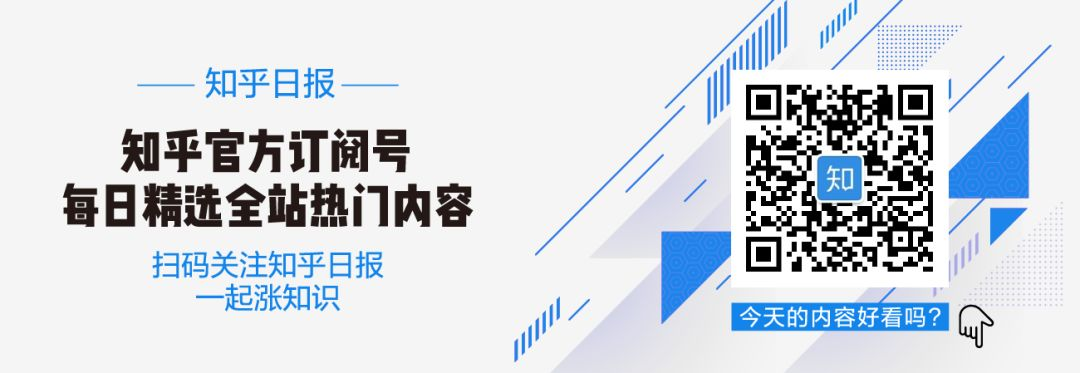 知乎日报
知乎官方订阅号
每日精选全站热门内容
扫码关注知乎日报
一起涨知识
知
今天的内容好看吗?